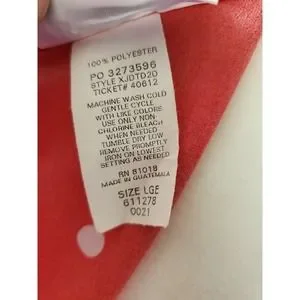 100% POLYESTER
PO 3273596
STYLE XJDTD20
TICKET# 40612
MACHINE WASH COLD
GENTLE CYCLE
WITH LIKE COLORS
USE ONLY NON
CHLORINE BLEACH
WHEN NEEDED
TUMBLE DRY LOW
REMOVE PROMPTLY
IRON ON LOWEST
SETTING AS NEEDED
RN 81018
MADE IN GUATEMALA
SIZE LGE
611278
0021